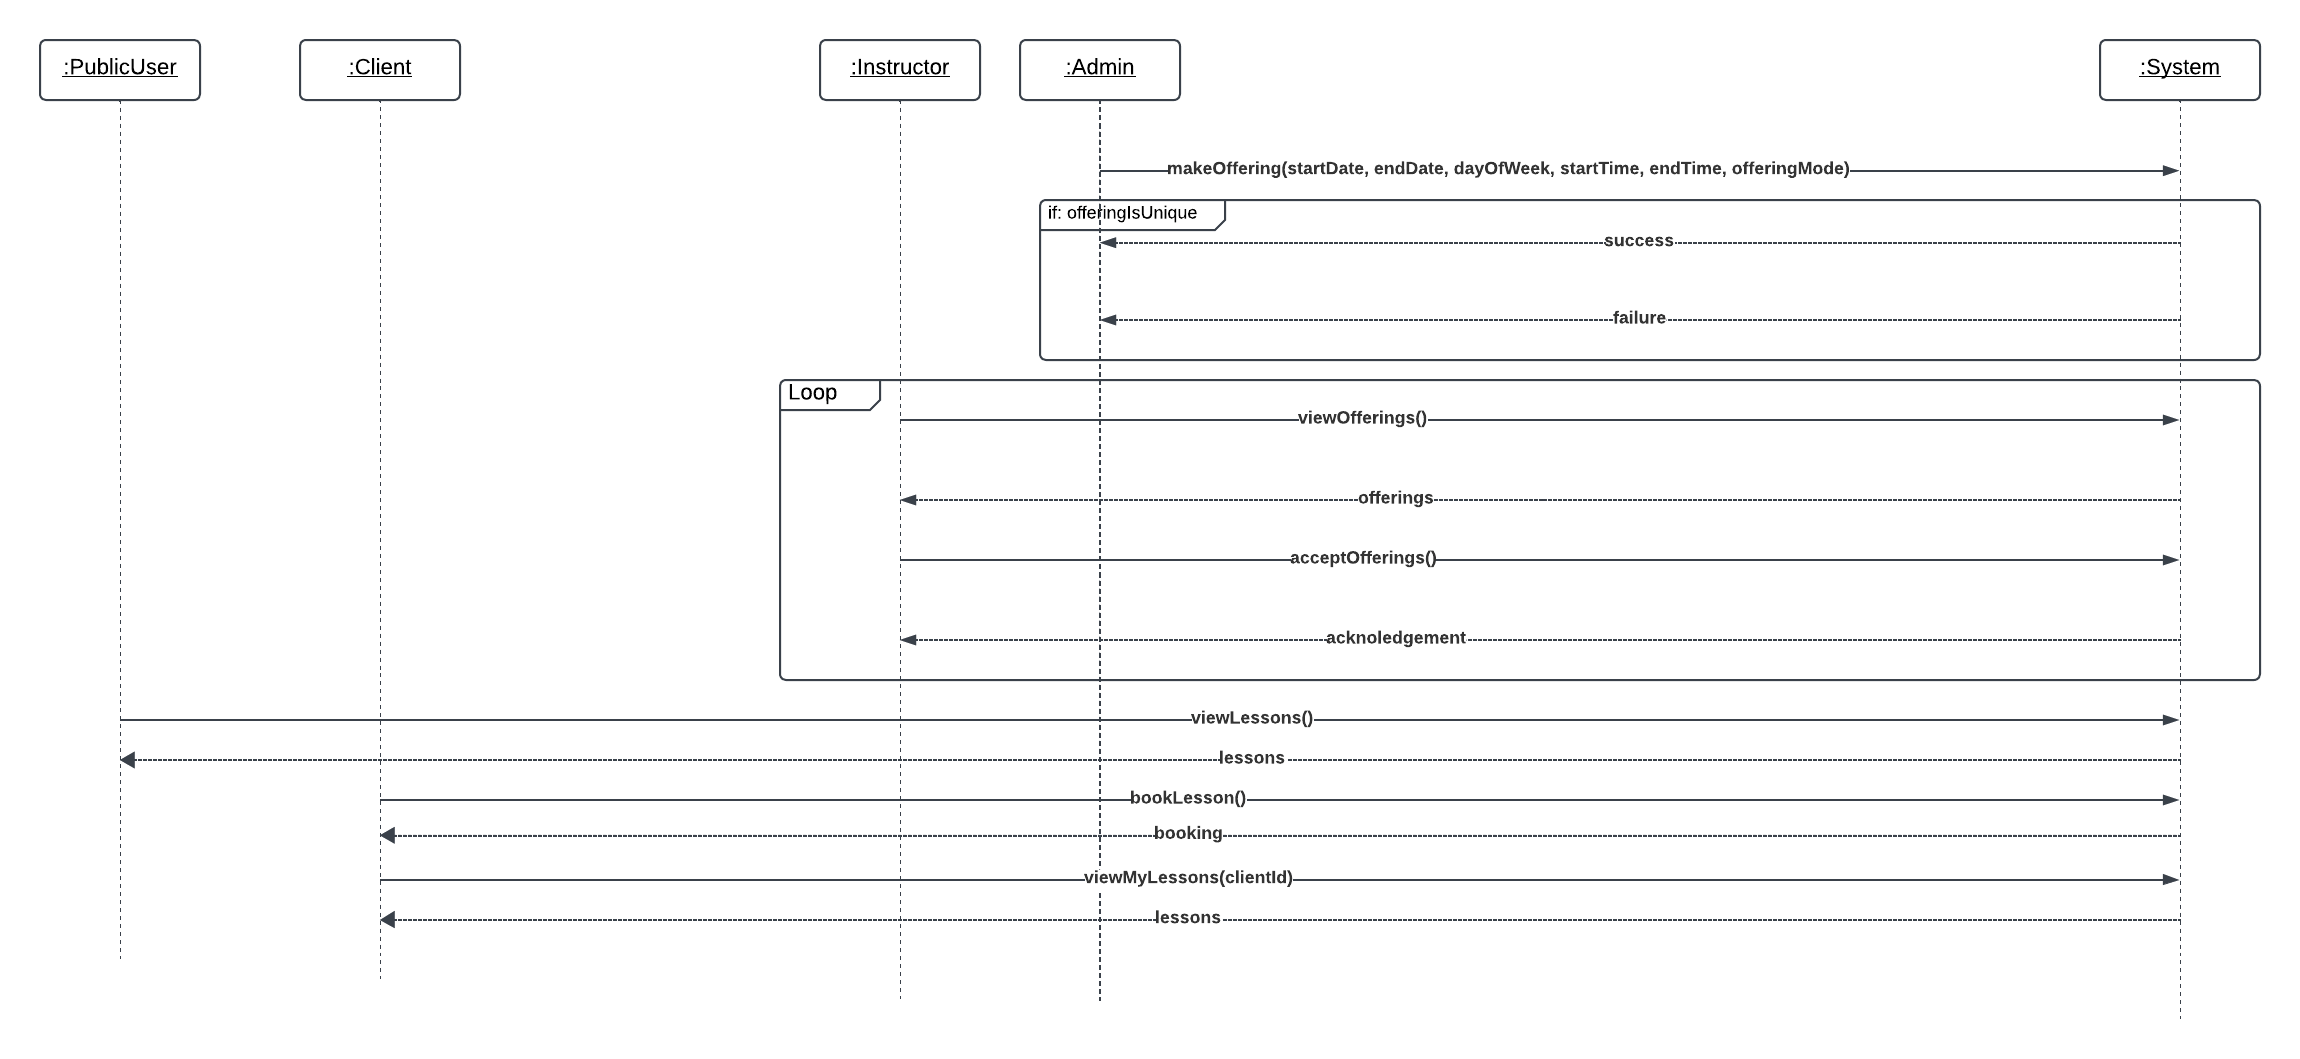 :PublicUser
:Client
:Instructor
:Admin
:System
makeOffering(startDate, endDate, dayOfWeek, startTime, endTime, offeringMode)
if: offeringIsUnique
success
failure
Loop
viewOfferings()
offerings
acceptOfferings()
acknoledgement
viewLessons()
lessons
bookLesson()
booking
viewMyLessons(clientId)
lessons